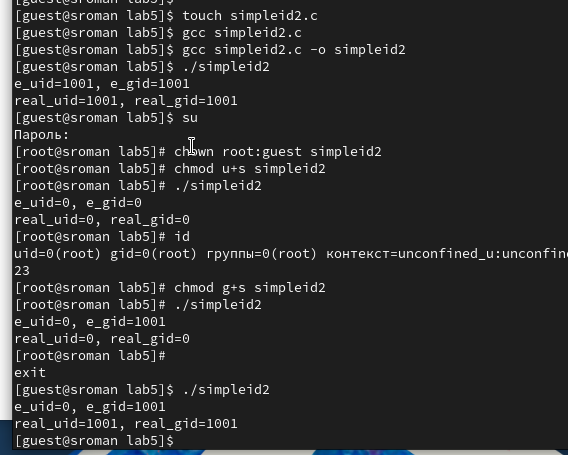 [guest@sroman lab5]$ touch simpleid2.c
[guest@sroman lab5]$ gcc simpleid2.c
[guest@sroman lab5]$ gcc simpleid2.c -o simpleid2
[guest@sroman lab5]$ ./simpleid2
e_uid=1001, e_gid=1001
real_uid=1001, real_gid=1001
[guest@sroman lab5]$ su
Пароль:
[root@sroman lab5]# chown root:guest simpleid2
[root@sroman lab5]# chmod u+s simpleid2
[root@sroman lab5]# ./simpleid2
e_uid=0, e_gid=0
real_uid=0, real_gid=0
[root@sroman lab5]# id
uid=0(root) gid=0(root) группы=0(root) контекст=unconfined_u:unconfine
23
[root@sroman lab5]# chmod g+s simpleid2
[root@sroman lab5]# ./simpleid2
e_uid=0, e_gid=1001
real_uid=0, real_gid=0
[root@sroman lab5]#
exit
[guest@sroman lab5]$ ./simpleid2
e_uid=0, e_gid=1001
real_uid=1001, real_gid=1001
[guest@sroman lab5]$